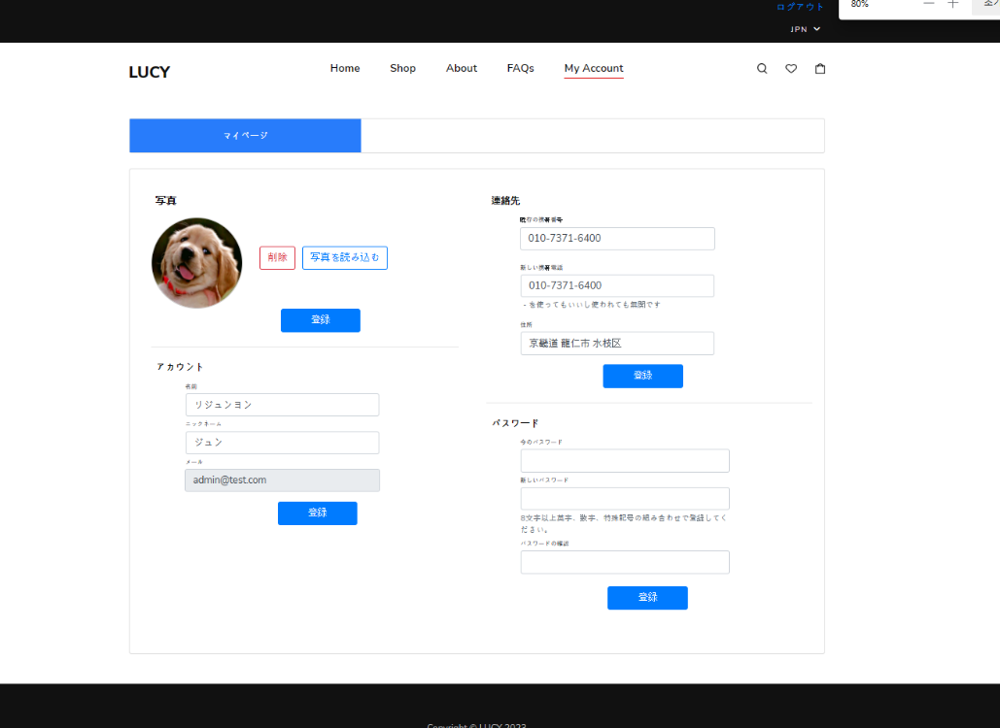 80%
ログアウト
JPN
LUCY
Home
Shop
About
FAQs
My Account
マイページ
写真
削除
写真を読み込む
登録
アカウント
名前
リジュンヨン
ニックネーム
ジュン
メール
admin@test.com
登録
連絡先
既存の携帯番号
010-7371-6400
新しい携帯電話
010-7371-6400
- を使ってもいいし使われても無関です
住所
京畿道 龍仁市 水枝区
登録
パスワード
今のパスワード
新しいパスワード
8文字以上英字、数字、特殊記号の組み合わせで登録してく
ださい。
パスワードの確認
登録
Copyright © LUCY 2023